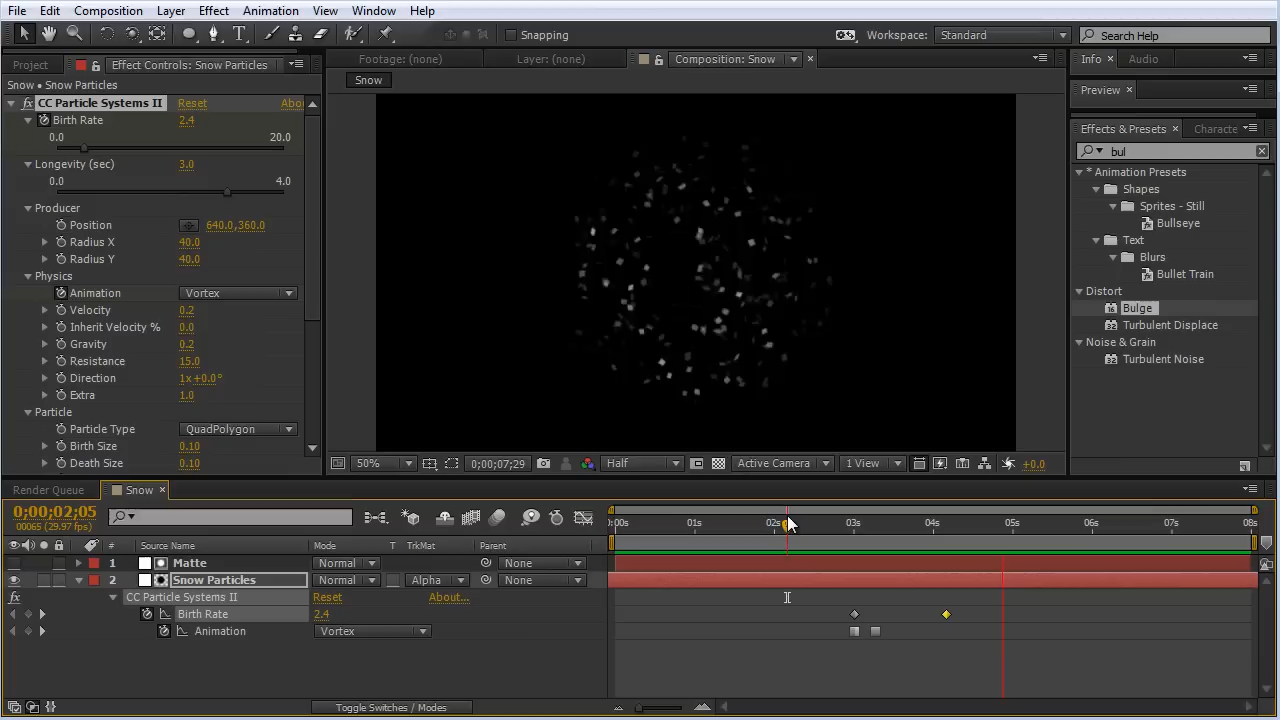 File Edit Composition Layer Effect Animation View Window Help
Snapping Workspace: Standard Search Help
Project Effect Controls: Snow Particles Footage: (none) Layer: (none) Composition: Snow Info Audio
Snow • Snow Particles Snow
fx CC Particle Systems II Reset Preview
Birth Rate 2.4
0.0 20.0 Effects & Presets
Longevity (sec) 3.0 bul
0.0 4.0 * Animation Presets
Producer Shapes
Position 640.0,360.0 Sprites - Still
Radius X 40.0 Bullseye
Radius Y 40.0 Text
Physics Blurs
Animation Vortex Bullet Train
Velocity 0.2 Distort
Inherit Velocity % 0.0 Bulge
Gravity 0.2 Turbulent Displace
Resistance 15.0 Noise & Grain
Direction 1x+0.0° Turbulent Noise
Extra 1.0
Particle
Particle Type QuadPolygon
Birth Size 0.10
Death Size 0.10 50% 0;00;07;29 Half Active Camera 1 View +0.0
Render Queue Snow
0;00;02;05
00065 (29.97 fps) 01s 02s 03s 04s 05s 06s 07s 08s
# Source Name Mode T TrkMat Parent
1 Matte Normal None
2 Snow Particles Normal Alpha None
fx CC Particle Systems II Reset About...
Birth Rate 2.4
Animation Vortex
Toggle Switches / Modes